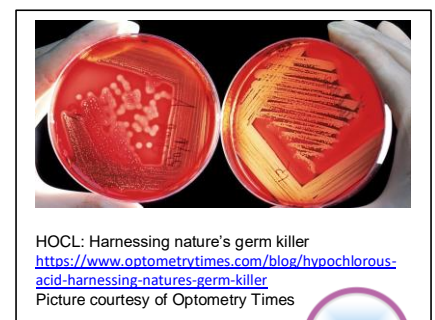 HOCL: Harnessing nature’s germ killer
https://www.optometrytimes.com/blog/hypochlorous-
acid-harnessing-natures-germ-killer
Picture courtesy of Optometry Times